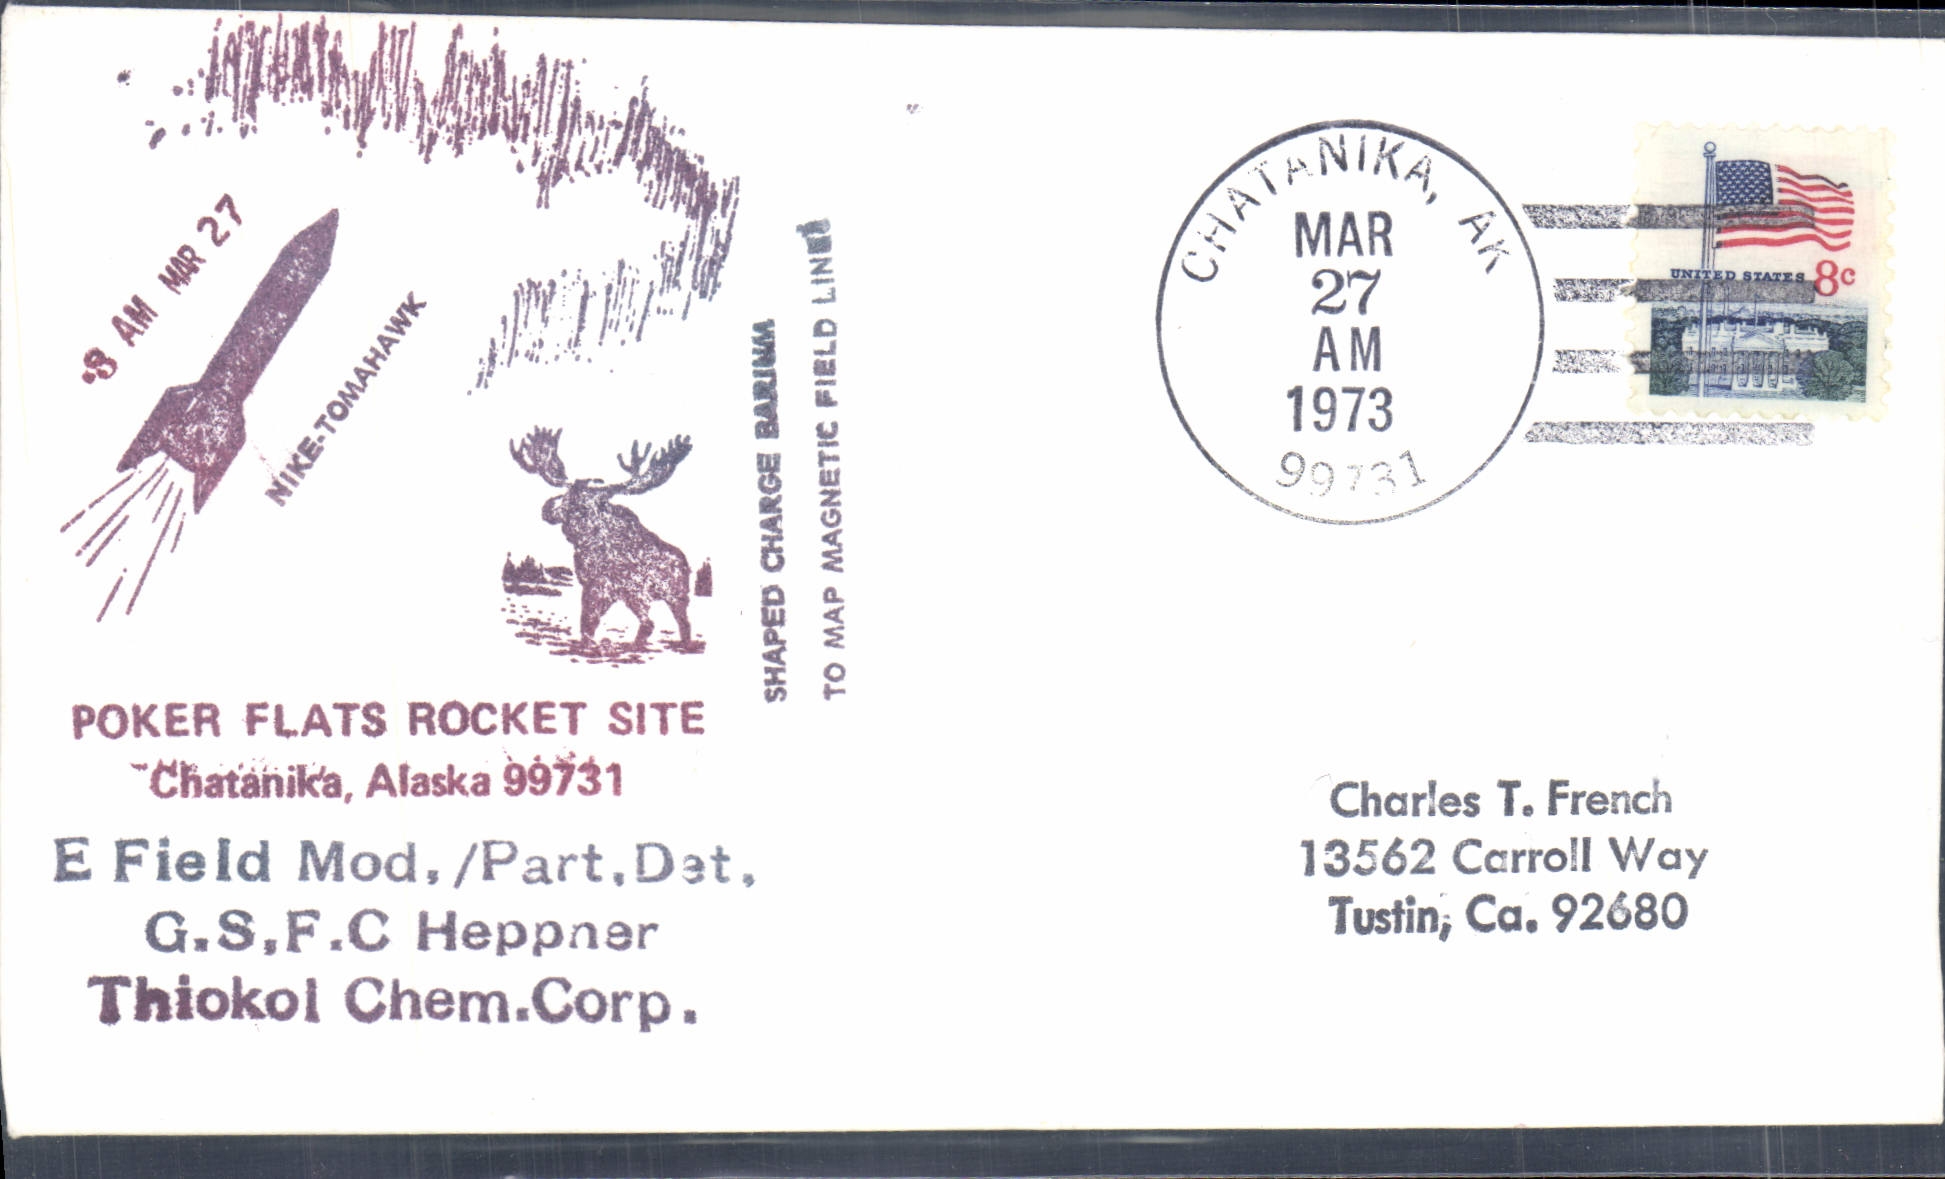 8 AM MAR 27
NIKE-TOMAHAWK
SHAPED CHARGE BARIUM
TO MAP MAGNETIC FIELD LINES
POKER FLATS ROCKET SITE
Chatanika, Alaska 99731
E Field Mod./Part.Det.
G.S,F.C Heppner
Thiokol Chem.Corp.
CHATANIKA, AK
MAR
27
AM
1973
99731
UNITED STATES 8c
Charles T. French
13562 Carroll Way
Tustin, Ca. 92680